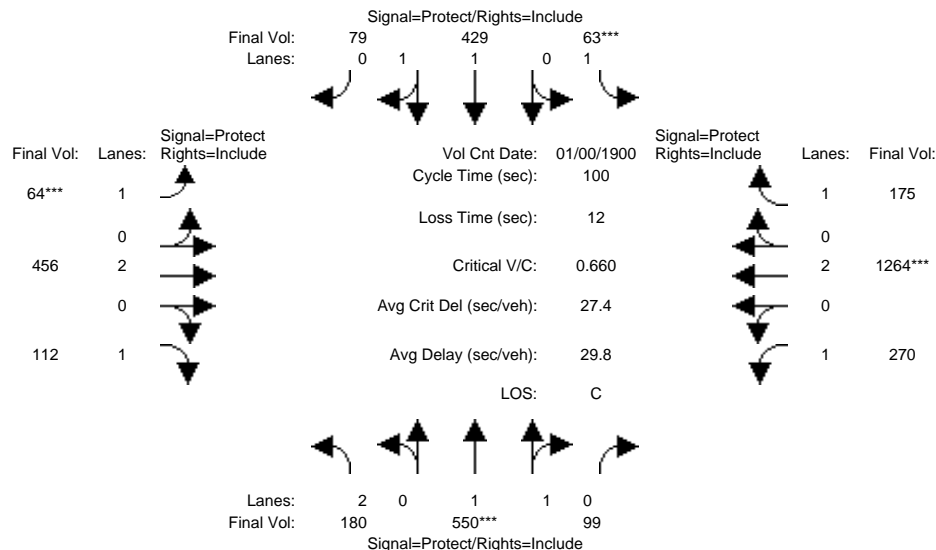 Signal=Protect/Rights=Include
Final Vol: 79 429 63***
Lanes: 0 1 1 0 1
Signal=Protect
Final Vol: Lanes: Rights=Include
Vol Cnt Date: 01/00/1900
Signal=Protect
Rights=Include Lanes: Final Vol:
Cycle Time (sec): 100
64*** 1
1 175
Loss Time (sec): 12
0
0
456 2
Critical V/C: 0.660
2 1264***
0
Avg Crit Del (sec/veh): 27.4
0
112 1
Avg Delay (sec/veh): 29.8
1 270
LOS: C
Lanes: 2 0 1 1 0
Final Vol: 180 550*** 99
Signal=Protect/Rights=Include